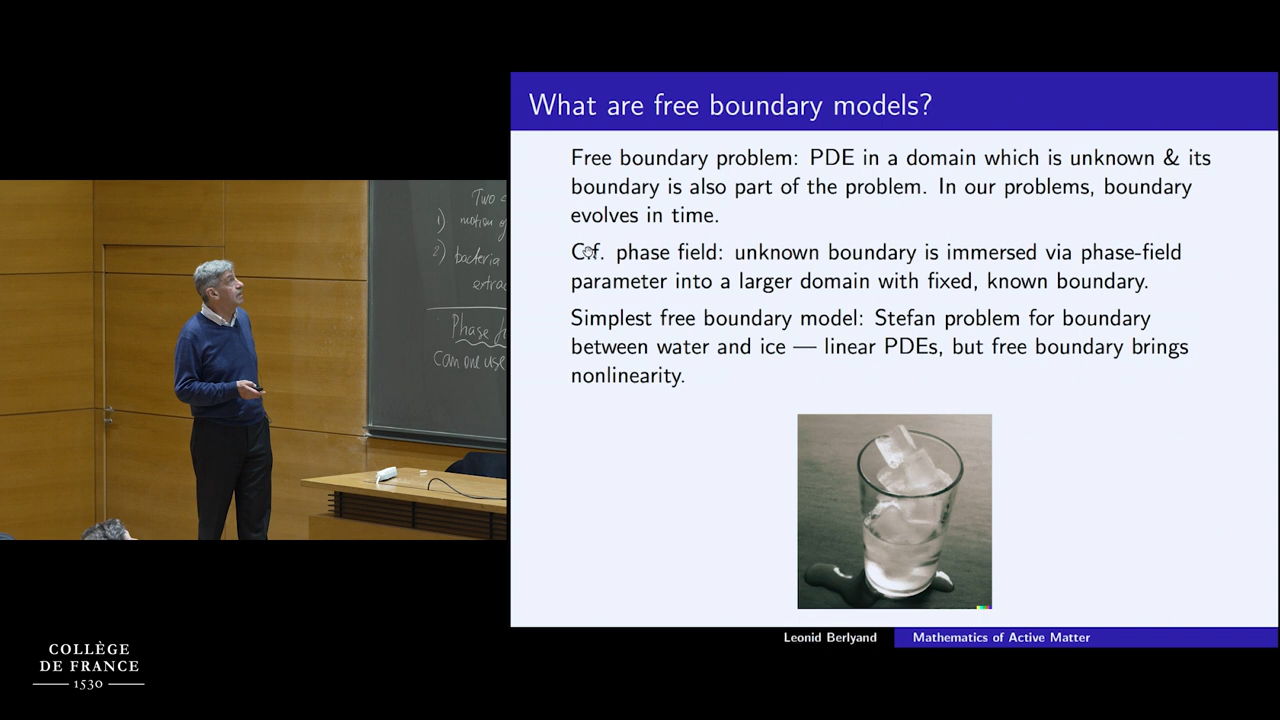 What are free boundary models?
Free boundary problem: PDE in a domain which is unknown & its
boundary is also part of the problem. In our problems, boundary
evolves in time.
C.f. phase field: unknown boundary is immersed via phase-field
parameter into a larger domain with fixed, known boundary.
Simplest free boundary model: Stefan problem for boundary
between water and ice — linear PDEs, but free boundary brings
nonlinearity.
Leonid Berlyand
Mathematics of Active Matter
Two
1) motion
2) bacteria
Phase
can one use
COLLÈGE
DE FRANCE
1530